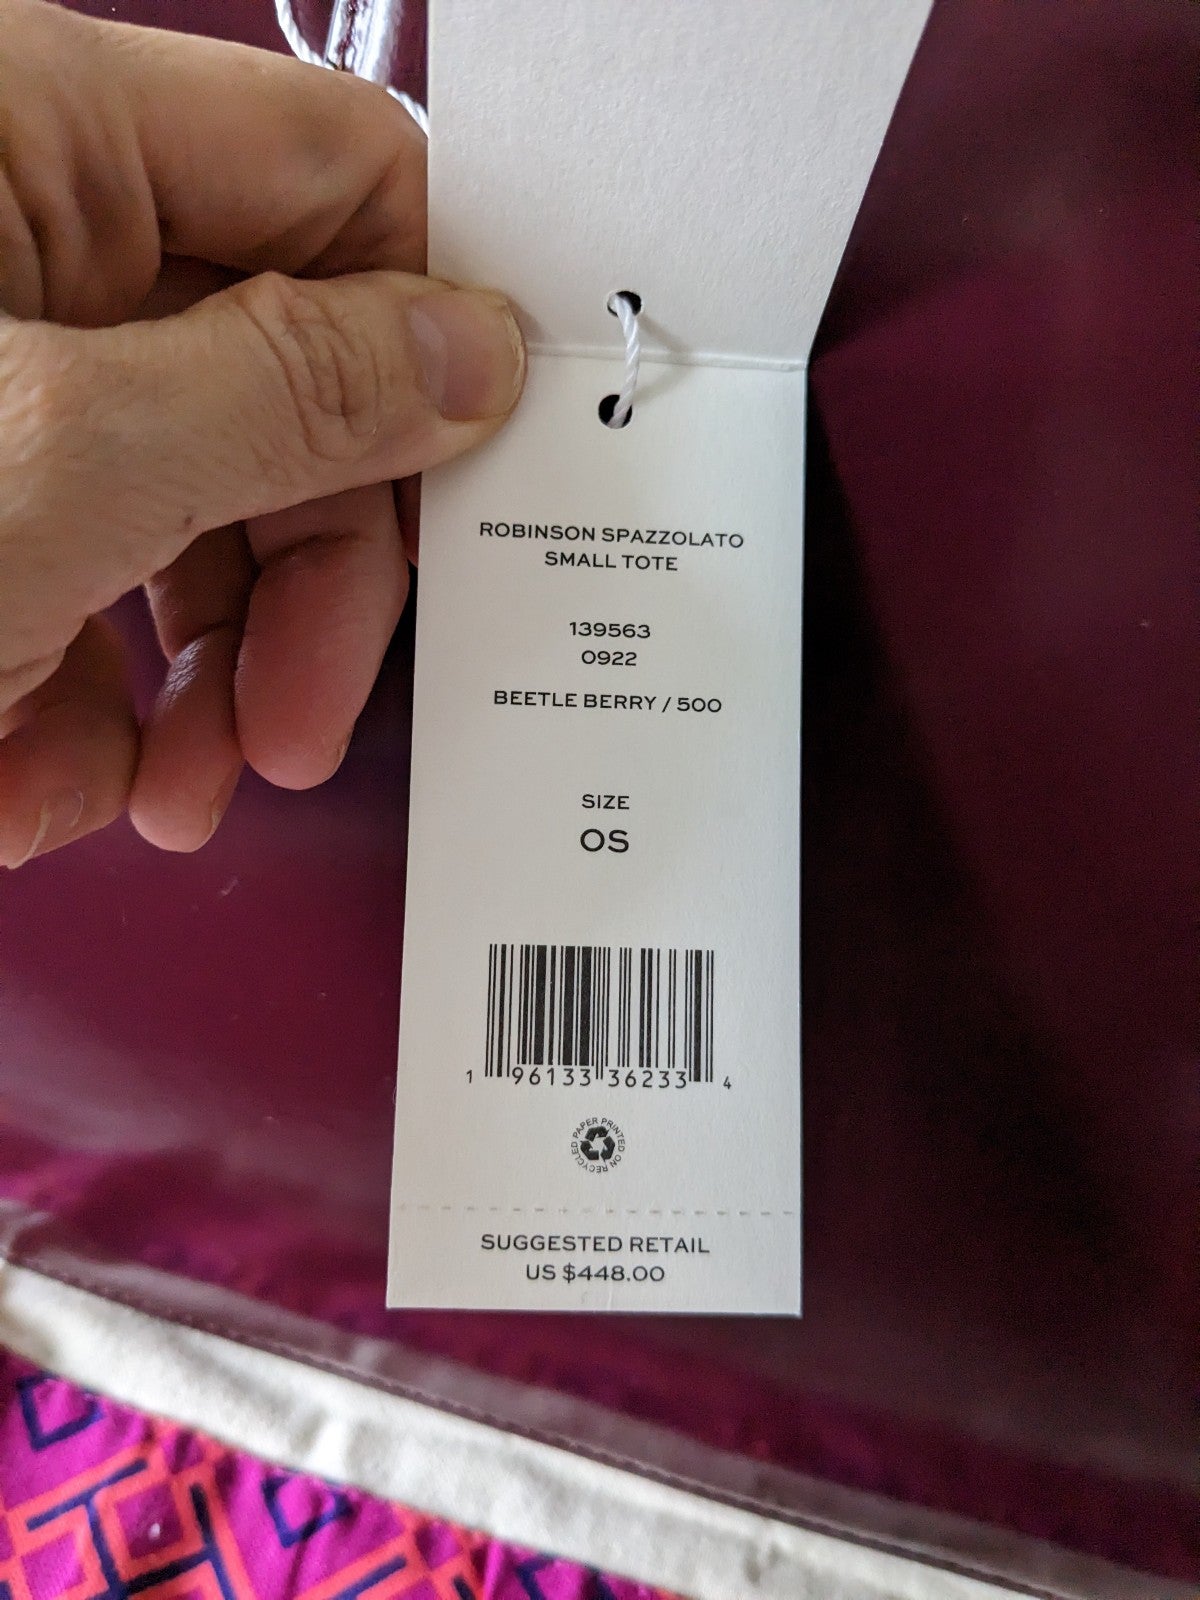 ROBINSON SPAZZOLATO
SMALL TOTE
139563
0922
BEETLE BERRY / 500
SIZE
OS
1 96133 36233 4
PAPER PRINTED ON RECYCLED
SUGGESTED RETAIL
US $448.00